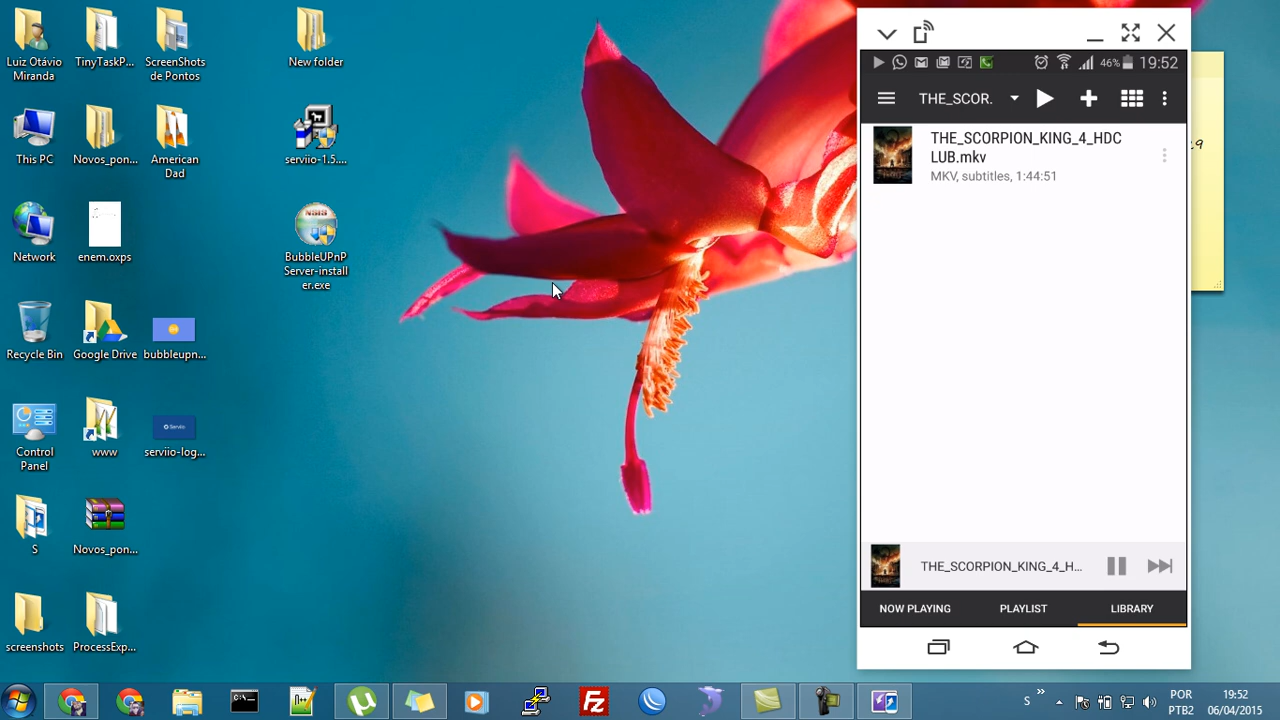 Luiz Otávio
Miranda
TinyTaskP...
ScreenShots
de Pontos
New folder
This PC
Novos_pon...
American
Dad
serviio-1.5....
Network
enem.oxps
BubbleUPnP
Server-install
er.exe
Recycle Bin
Google Drive
bubbleupn...
Control
Panel
www
serviio-log...
Serviio
S
Novos_pon...
screenshots
ProcessExp...
46%
19:52
THE_SCOR.
THE_SCORPION_KING_4_HDC
LUB.mkv
MKV, subtitles, 1:44:51
THE_SCORPION_KING_4_H...
NOW PLAYING
PLAYLIST
LIBRARY
S
POR
PTB2
19:52
06/04/2015